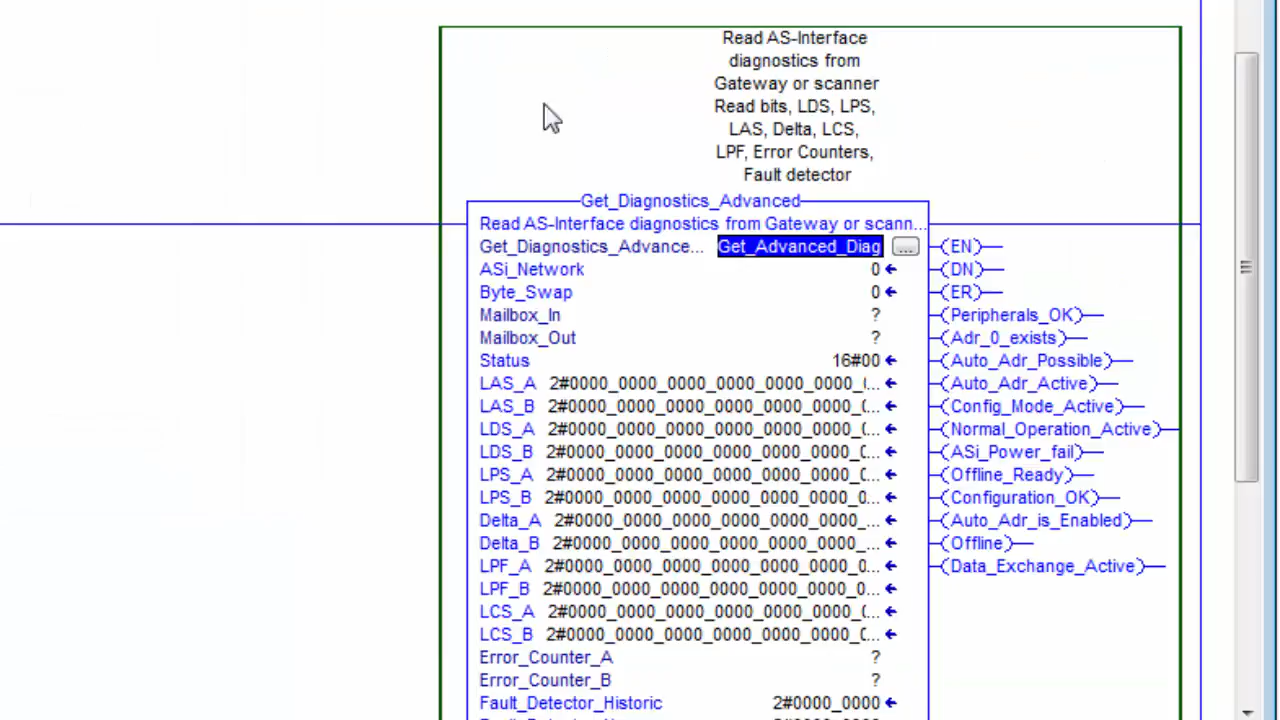 Read AS-Interface
diagnostics from
Gateway or scanner
Read bits, LDS, LPS,
LAS, Delta, LCS,
LPF, Error Counters,
Fault detector
Get_Diagnostics_Advanced
Read AS-Interface diagnostics from Gateway or scann...
Get_Diagnostics_Advance... Get_Advanced_Diag ... (EN)
ASi_Network 0 (DN)
Byte_Swap 0 (ER)
Mailbox_In ? (Peripherals_OK)
Mailbox_Out ? (Adr_0_exists)
Status 16#00 (Auto_Adr_Possible)
LAS_A 2#0000_0000_0000_0000_0000_0000_(... (Auto_Adr_Active)
LAS_B 2#0000_0000_0000_0000_0000_0000_(... (Config_Mode_Active)
LDS_A 2#0000_0000_0000_0000_0000_0000_(... (Normal_Operation_Active)
LDS_B 2#0000_0000_0000_0000_0000_0000_(... (ASi_Power_fail)
LPS_A 2#0000_0000_0000_0000_0000_0000_0... (Offline_Ready)
LPS_B 2#0000_0000_0000_0000_0000_0000_0... (Configuration_OK)
Delta_A 2#0000_0000_0000_0000_0000_0000_... (Auto_Adr_is_Enabled)
Delta_B 2#0000_0000_0000_0000_0000_0000_... (Offline)
LPF_A 2#0000_0000_0000_0000_0000_0000_0... (Data_Exchange_Active)
LPF_B 2#0000_0000_0000_0000_0000_0000_0...
LCS_A 2#0000_0000_0000_0000_0000_0000_(...
LCS_B 2#0000_0000_0000_0000_0000_0000_(...
Error_Counter_A ?
Error_Counter_B ?
Fault_Detector_Historic 2#0000_0000